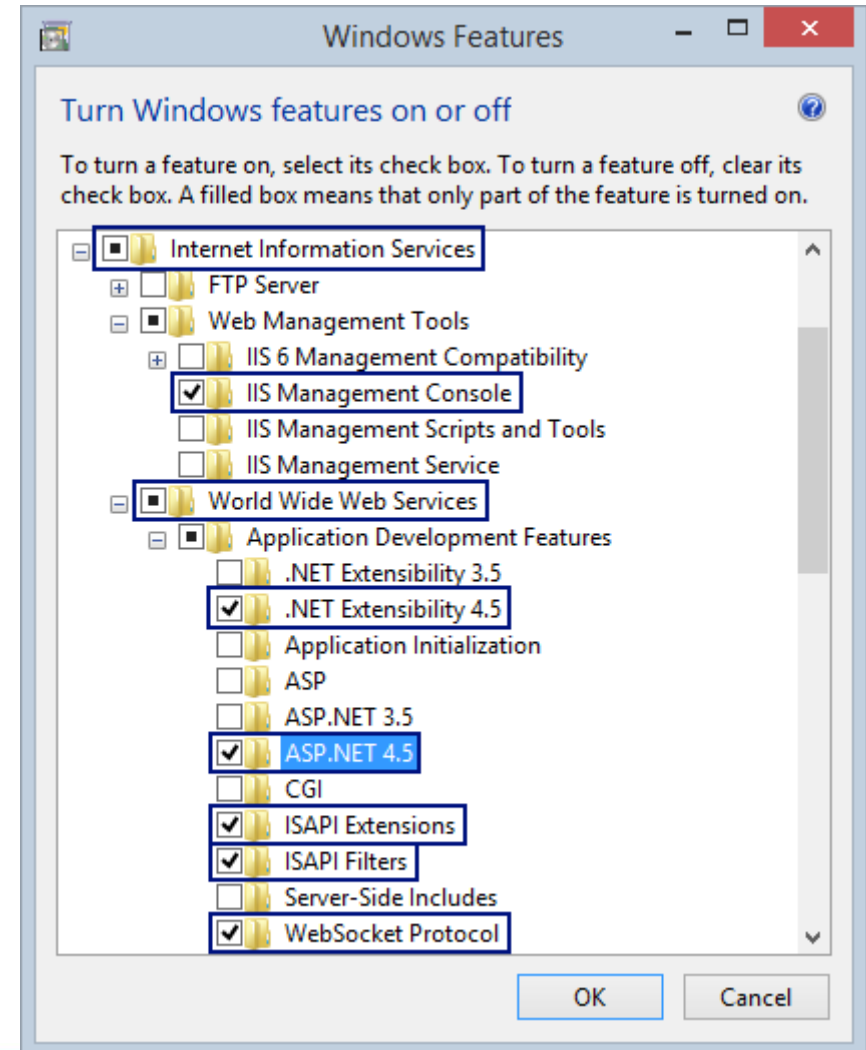 Windows Features
Turn Windows features on or off
To turn a feature on, select its check box. To turn a feature off, clear its
check box. A filled box means that only part of the feature is turned on.
Internet Information Services
FTP Server
Web Management Tools
IIS 6 Management Compatibility
IIS Management Console
IIS Management Scripts and Tools
IIS Management Service
World Wide Web Services
Application Development Features
.NET Extensibility 3.5
.NET Extensibility 4.5
Application Initialization
ASP
ASP.NET 3.5
ASP.NET 4.5
CGI
ISAPI Extensions
ISAPI Filters
Server-Side Includes
WebSocket Protocol
OK Cancel